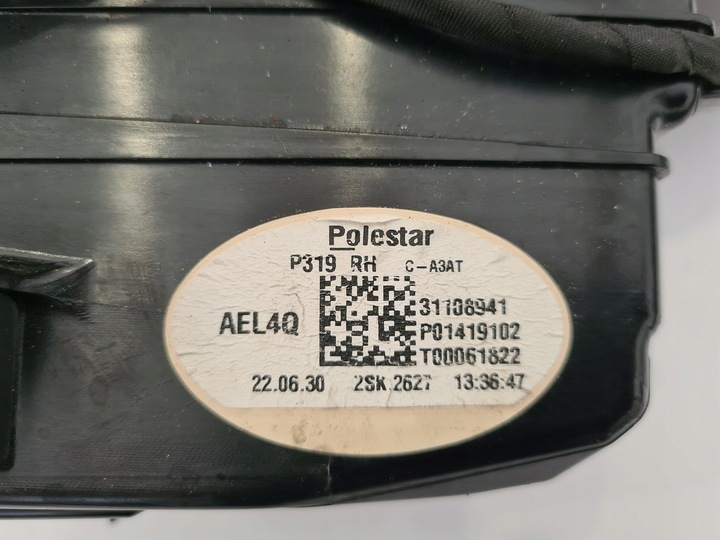 Polestar
P319 RH C-A3AT
AEL4Q
31108941
P01419102
T00061822
22.06.30 2SK 2627 13:36:47